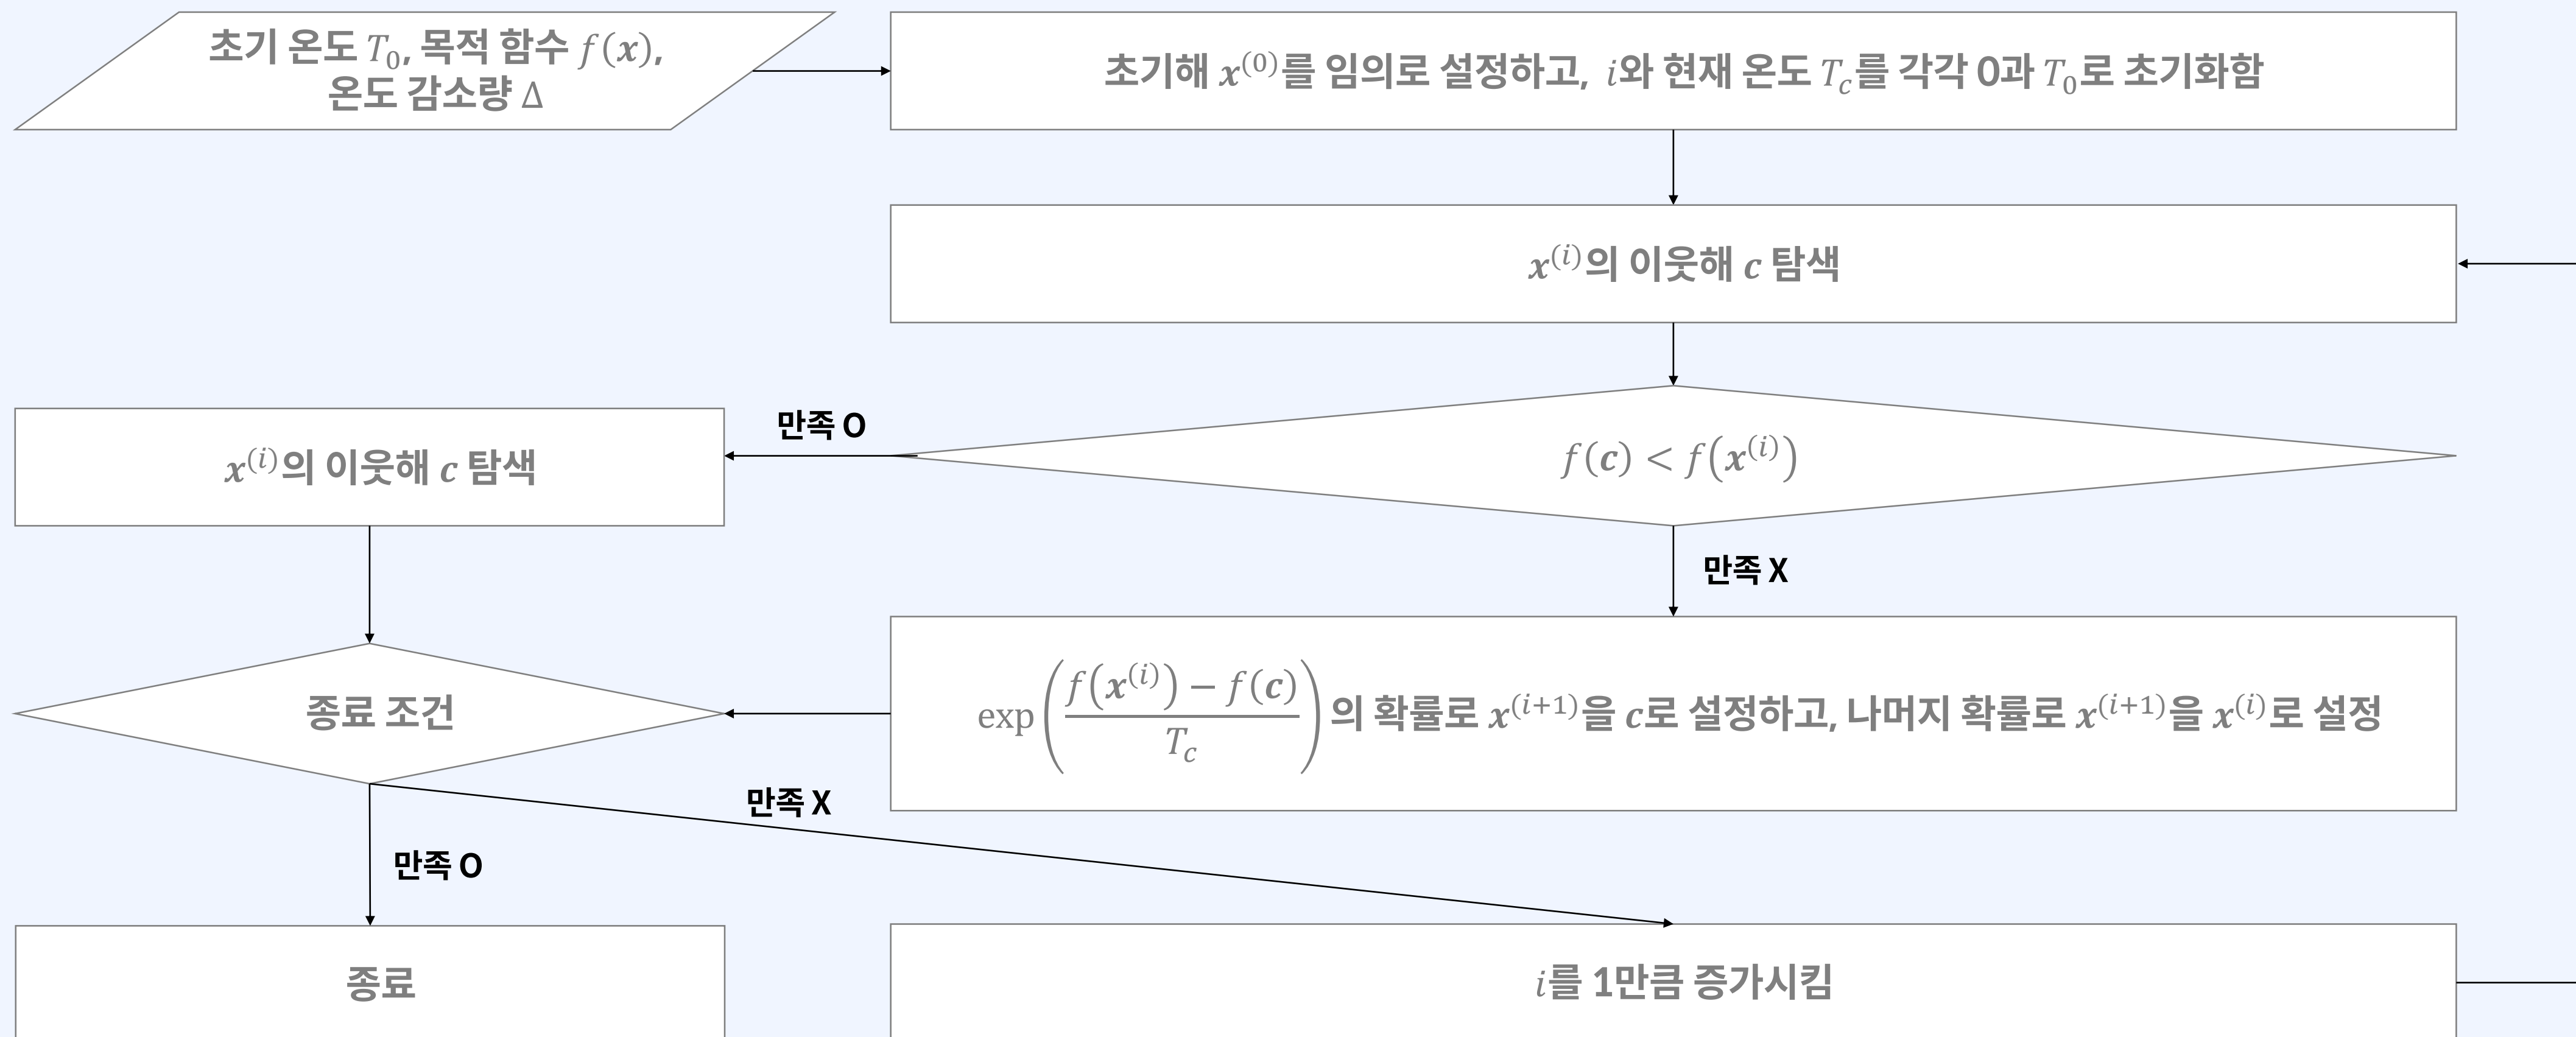 초기 온도 T₀, 목적 함수 f(x),
온도 감소량 Δ
초기해 x⁽⁰⁾를 임의로 설정하고, i와 현재 온도 T_c를 각각 0과 T₀로 초기화함
x⁽ⁱ⁾의 이웃해 c 탐색
만족 O
x⁽ⁱ⁾의 이웃해 c 탐색
f(c) < f(x⁽ⁱ⁾)
만족 X
종료 조건
exp((f(x⁽ⁱ⁾) − f(c)) / T_c)의 확률로 x⁽ⁱ⁺¹⁾을 c로 설정하고, 나머지 확률로 x⁽ⁱ⁺¹⁾을 x⁽ⁱ⁾로 설정
만족 X
만족 O
종료
i를 1만큼 증가시킴